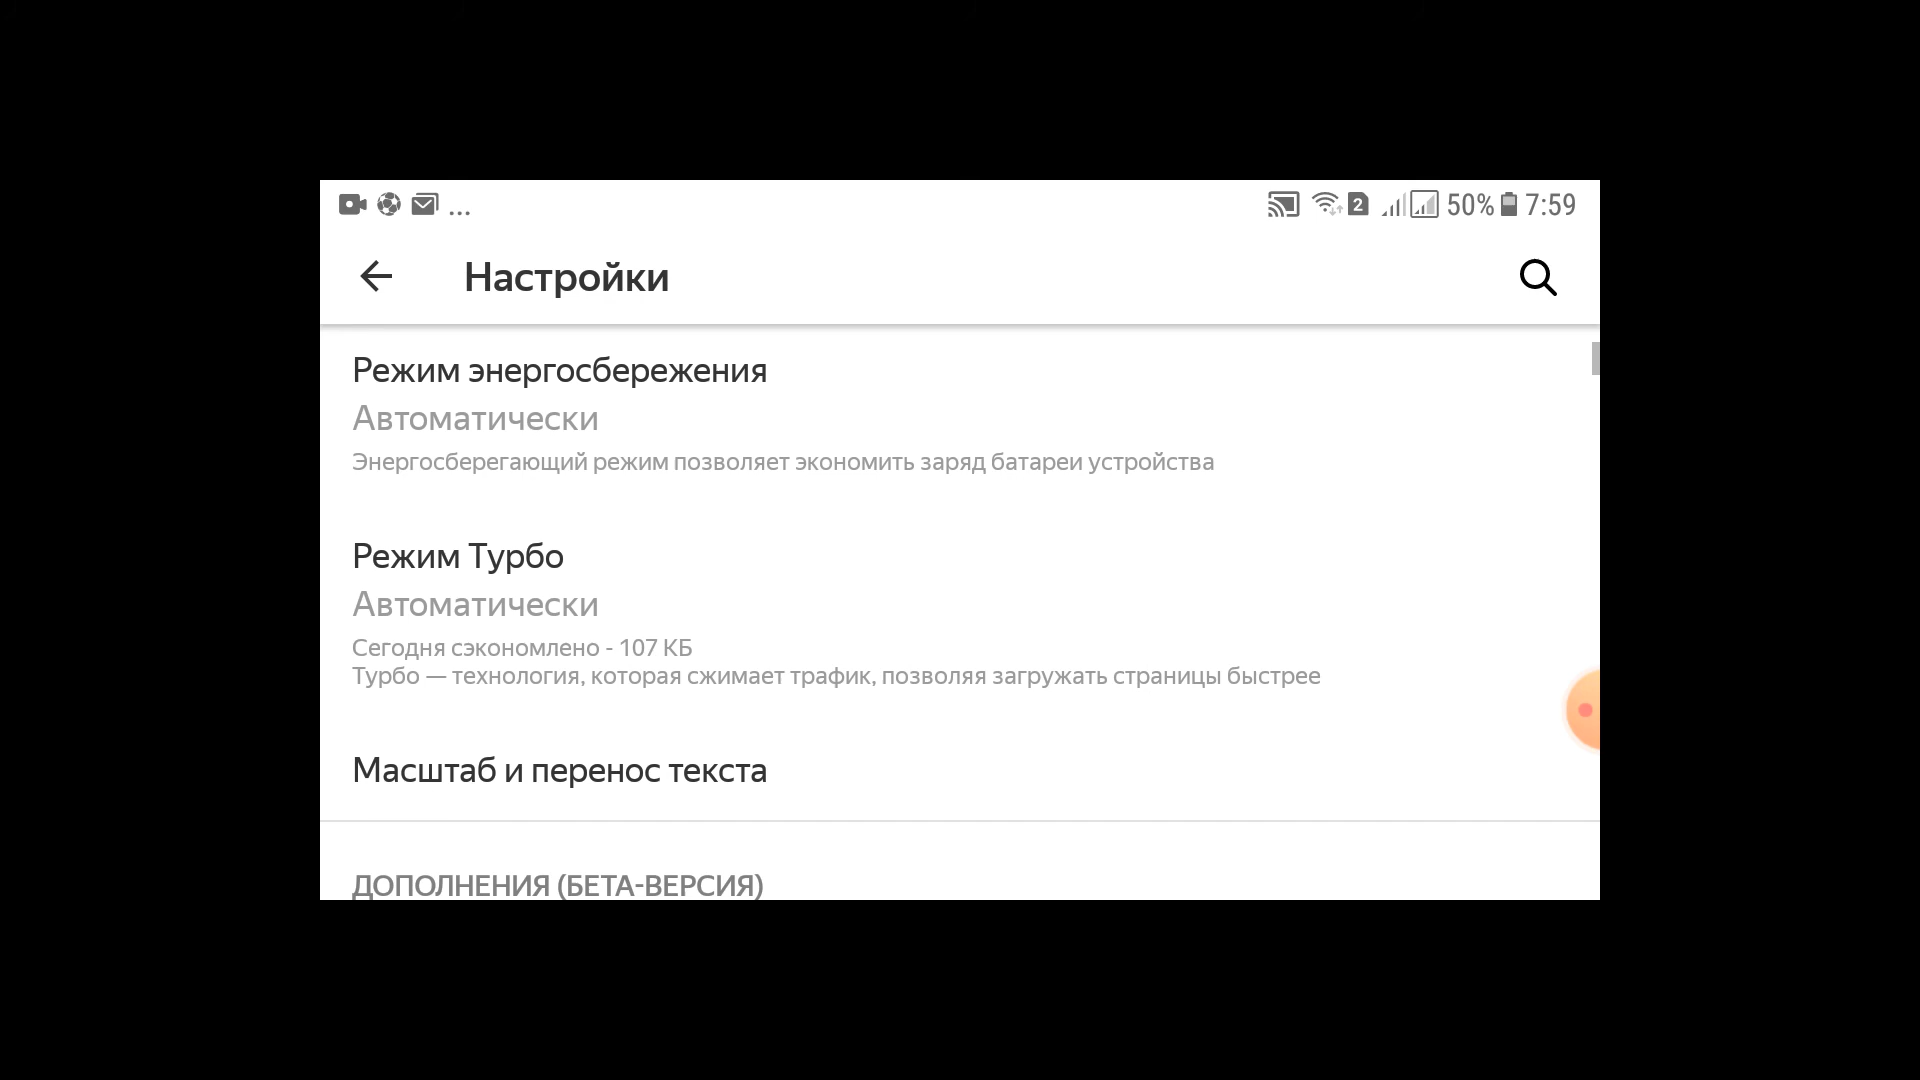 ... 2 50% 7:59
Настройки
Режим энергосбережения
Автоматически
Энергосберегающий режим позволяет экономить заряд батареи устройства
Режим Турбо
Автоматически
Сегодня сэкономлено - 107 КБ
Турбо — технология, которая сжимает трафик, позволяя загружать страницы быстрее
Масштаб и перенос текста
ДОПОЛНЕНИЯ (БЕТА-ВЕРСИЯ)